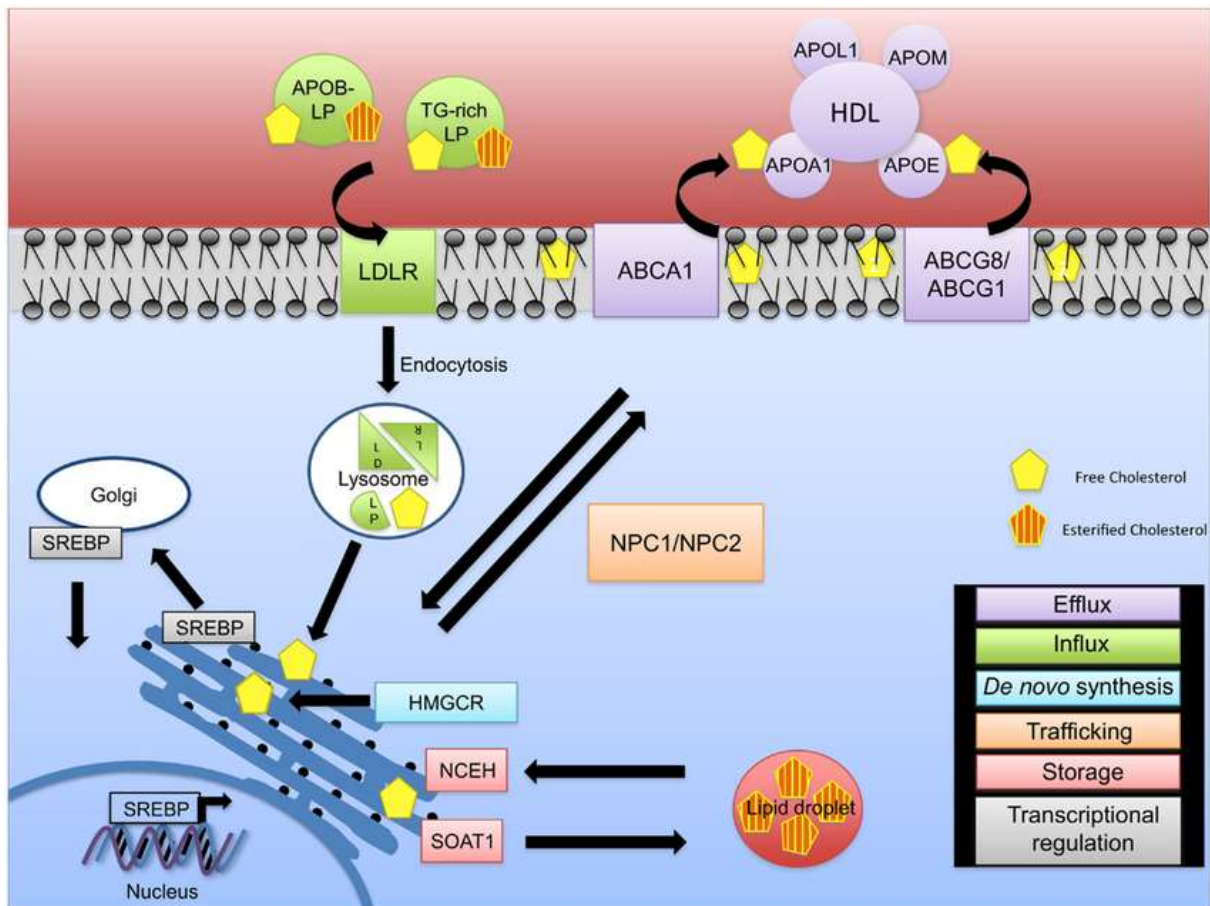 APOL1
APOM
APOB-
LP
TG-rich
LP
HDL
APOA1
APOE
LDLR
ABCA1
ABCG8/
ABCG1
Endocytosis
L
D
L
R
Lysosome
L
P
Golgi
SREBP
NPC1/NPC2
Free Cholesterol
Esterified Cholesterol
SREBP
HMGCR
NCEH
SOAT1
Lipid droplet
SREBP
Nucleus
Efflux
Influx
De novo synthesis
Trafficking
Storage
Transcriptional
regulation